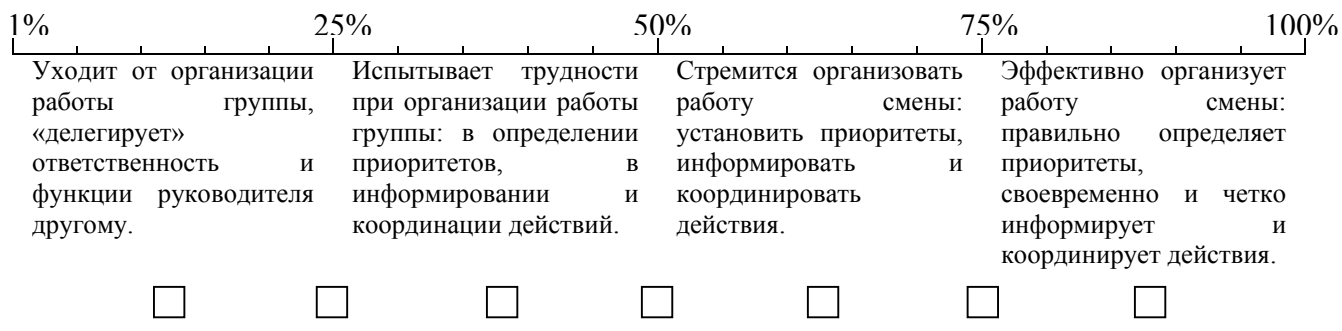 1% 25% 50% 75% 100%
Уходит от организации
работы группы,
«делегирует»
ответственность и
функции руководителя
другому.
Испытывает трудности
при организации работы
группы: в определении
приоритетов, в
информировании и
координации действий.
Стремится организовать
работу смены:
установить приоритеты,
информировать и
координировать
действия.
Эффективно организует
работу смены:
правильно определяет
приоритеты,
своевременно и четко
информирует и
координирует действия.